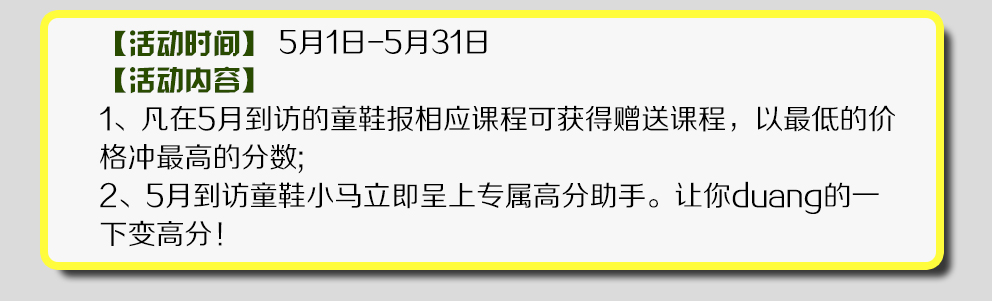 【活动时间】 5月1日-5月31日
【活动内容】
1、凡在5月到访的童鞋报相应课程可获得赠送课程，以最低的价
格冲最高的分数;
2、5月到访童鞋小马立即呈上专属高分助手。让你duang的一
下变高分！